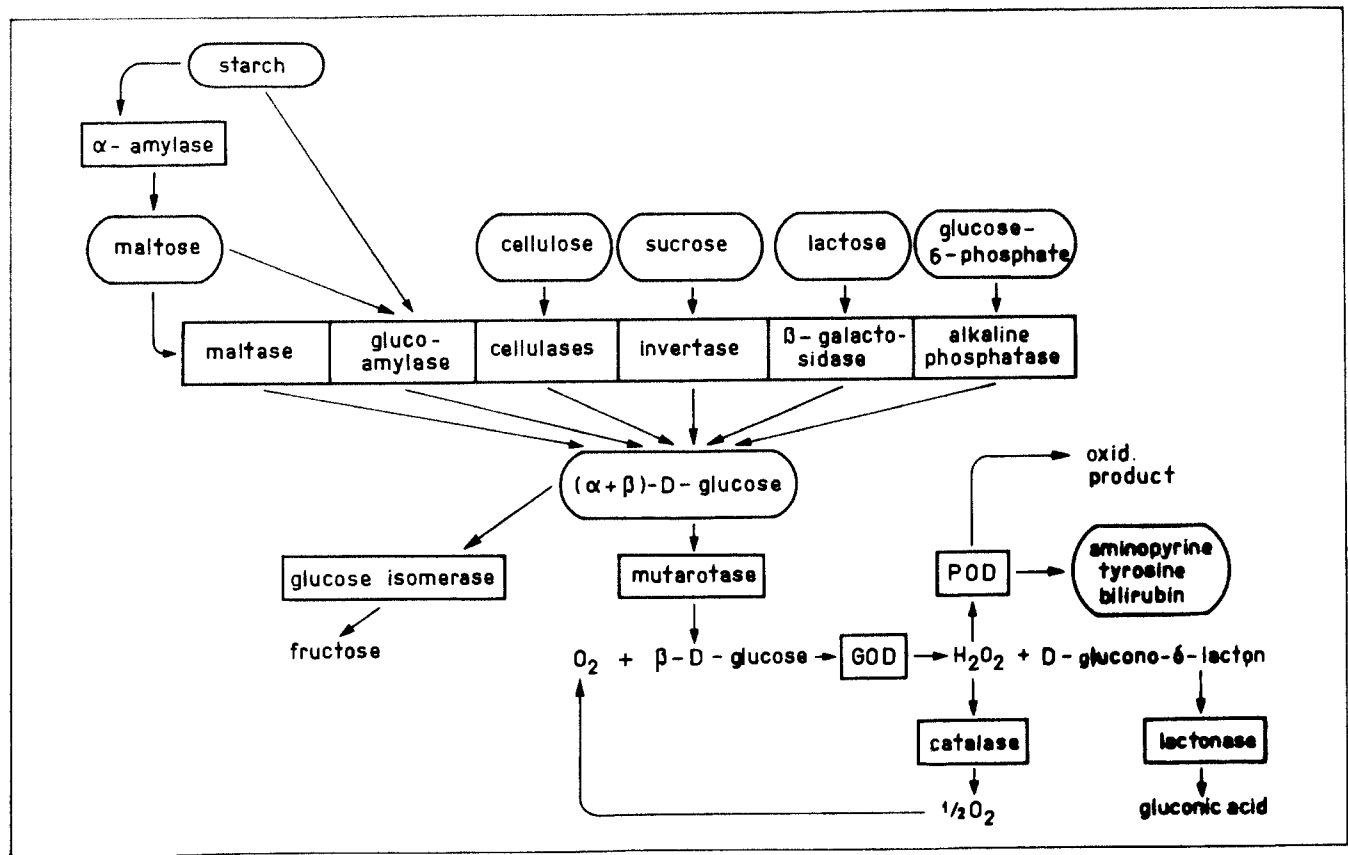 starch
α- amylase
maltose
cellulose
sucrose
lactose
glucose-
6-phosphate
maltase
gluco-
amylase
cellulases
invertase
β-galacto-
sidase
alkaline
phosphatase
(α+β)-D-glucose
oxid.
product
glucose isomerase
mutarotase
POD
aminopyrine
tyrosine
bilirubin
fructose
O₂ + β-D-glucose
GOD
H₂O₂ + D-glucono-δ-lacton
catalase
lactonase
1/2O₂
gluconic acid